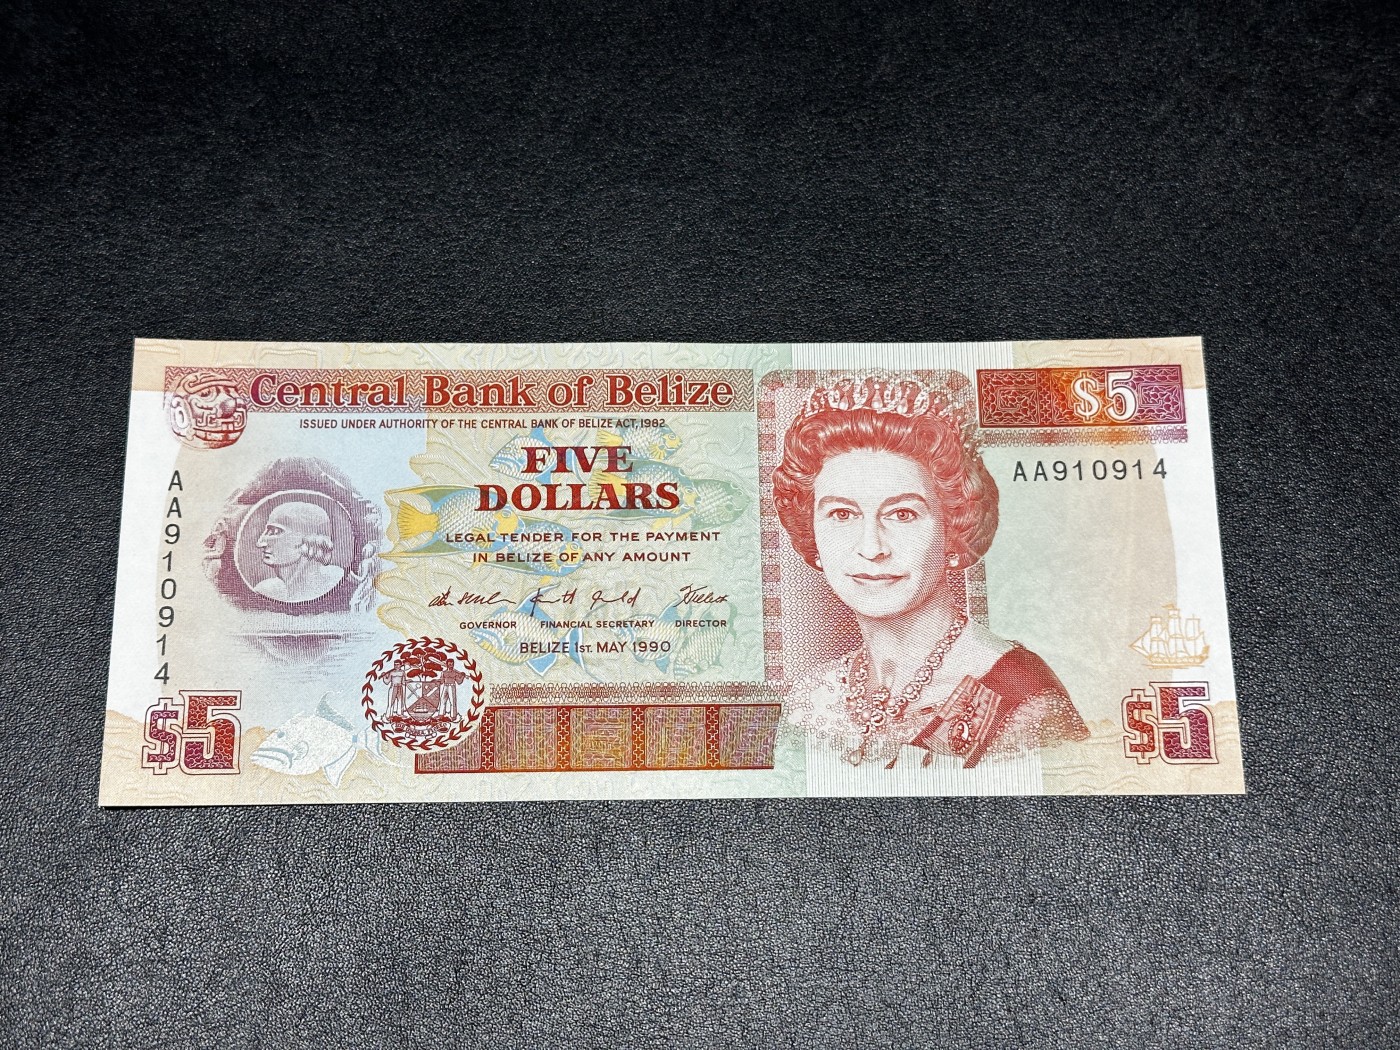 Central Bank of Belize
ISSUED UNDER AUTHORITY OF THE CENTRAL BANK OF BELIZE ACT, 1982
$5
FIVE
DOLLARS
AA910914
AA910914
LEGAL TENDER FOR THE PAYMENT
IN BELIZE OF ANY AMOUNT
GOVERNOR FINANCIAL SECRETARY DIRECTOR
BELIZE 1ST. MAY 1990
$5
$5